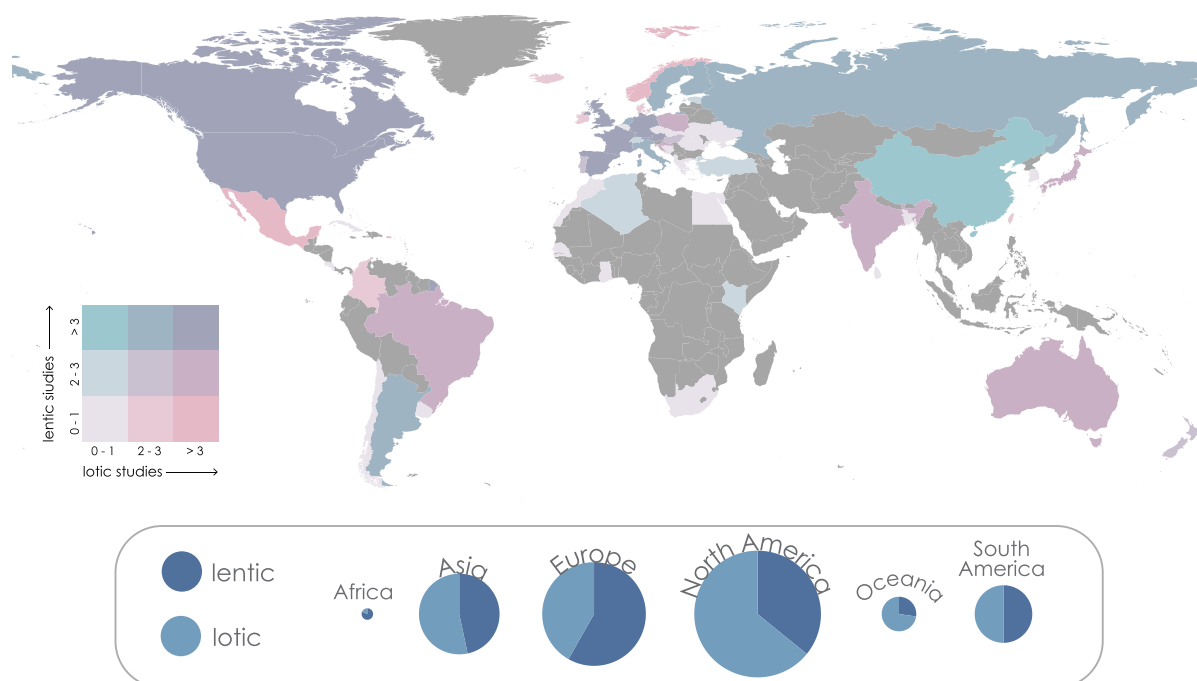 lentic siudies
> 3
2 - 3
0 - 1
0 - 1
2 - 3
> 3
lotic studies
lentic
lotic
Africa
Asia
Europe
North America
Oceania
South
America